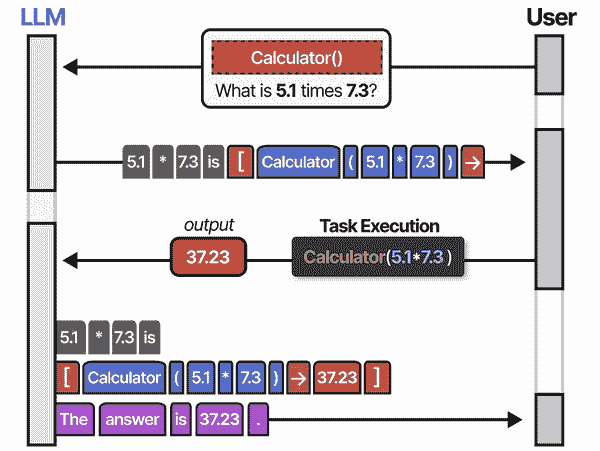 LLM
User
Calculator()
What is 5.1 times 7.3?
5.1 * 7.3 is [ Calculator ( 5.1 * 7.3 ) →
output
Task Execution
37.23
Calculator(5.1*7.3 )
5.1 * 7.3 is
[ Calculator ( 5.1 * 7.3 ) → 37.23 ]
The answer is 37.23 .